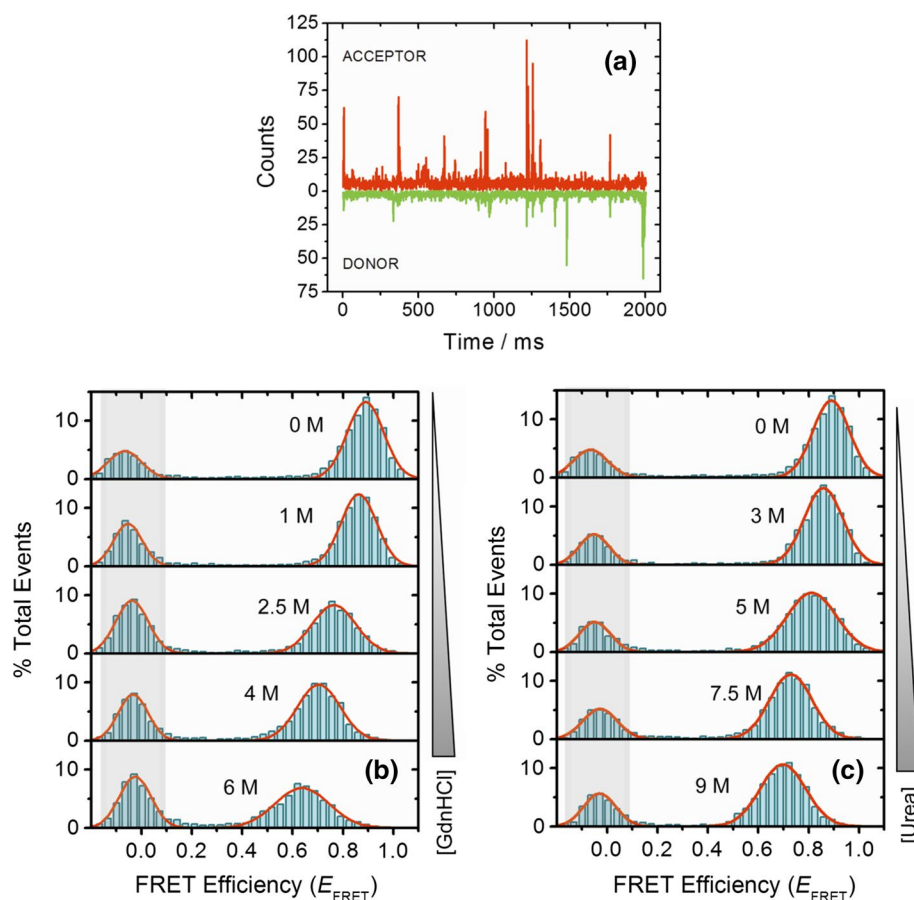 125
100
75
50
25
0
25
50
75
ACCEPTOR
(a)
DONOR
Counts
0 500 1000 1500 2000
Time / ms
10
0
10
0
10
0
10
0
10
0
% Total Events
0 M
1 M
2.5 M
4 M
6 M
(b)
[GdnHCl]
0.0 0.2 0.4 0.6 0.8 1.0
FRET Efficiency (E_FRET)
10
0
10
0
10
0
10
0
10
0
% Total Events
0 M
3 M
5 M
7.5 M
9 M
(c)
[Urea]
0.0 0.2 0.4 0.6 0.8 1.0
FRET Efficiency (E_FRET)